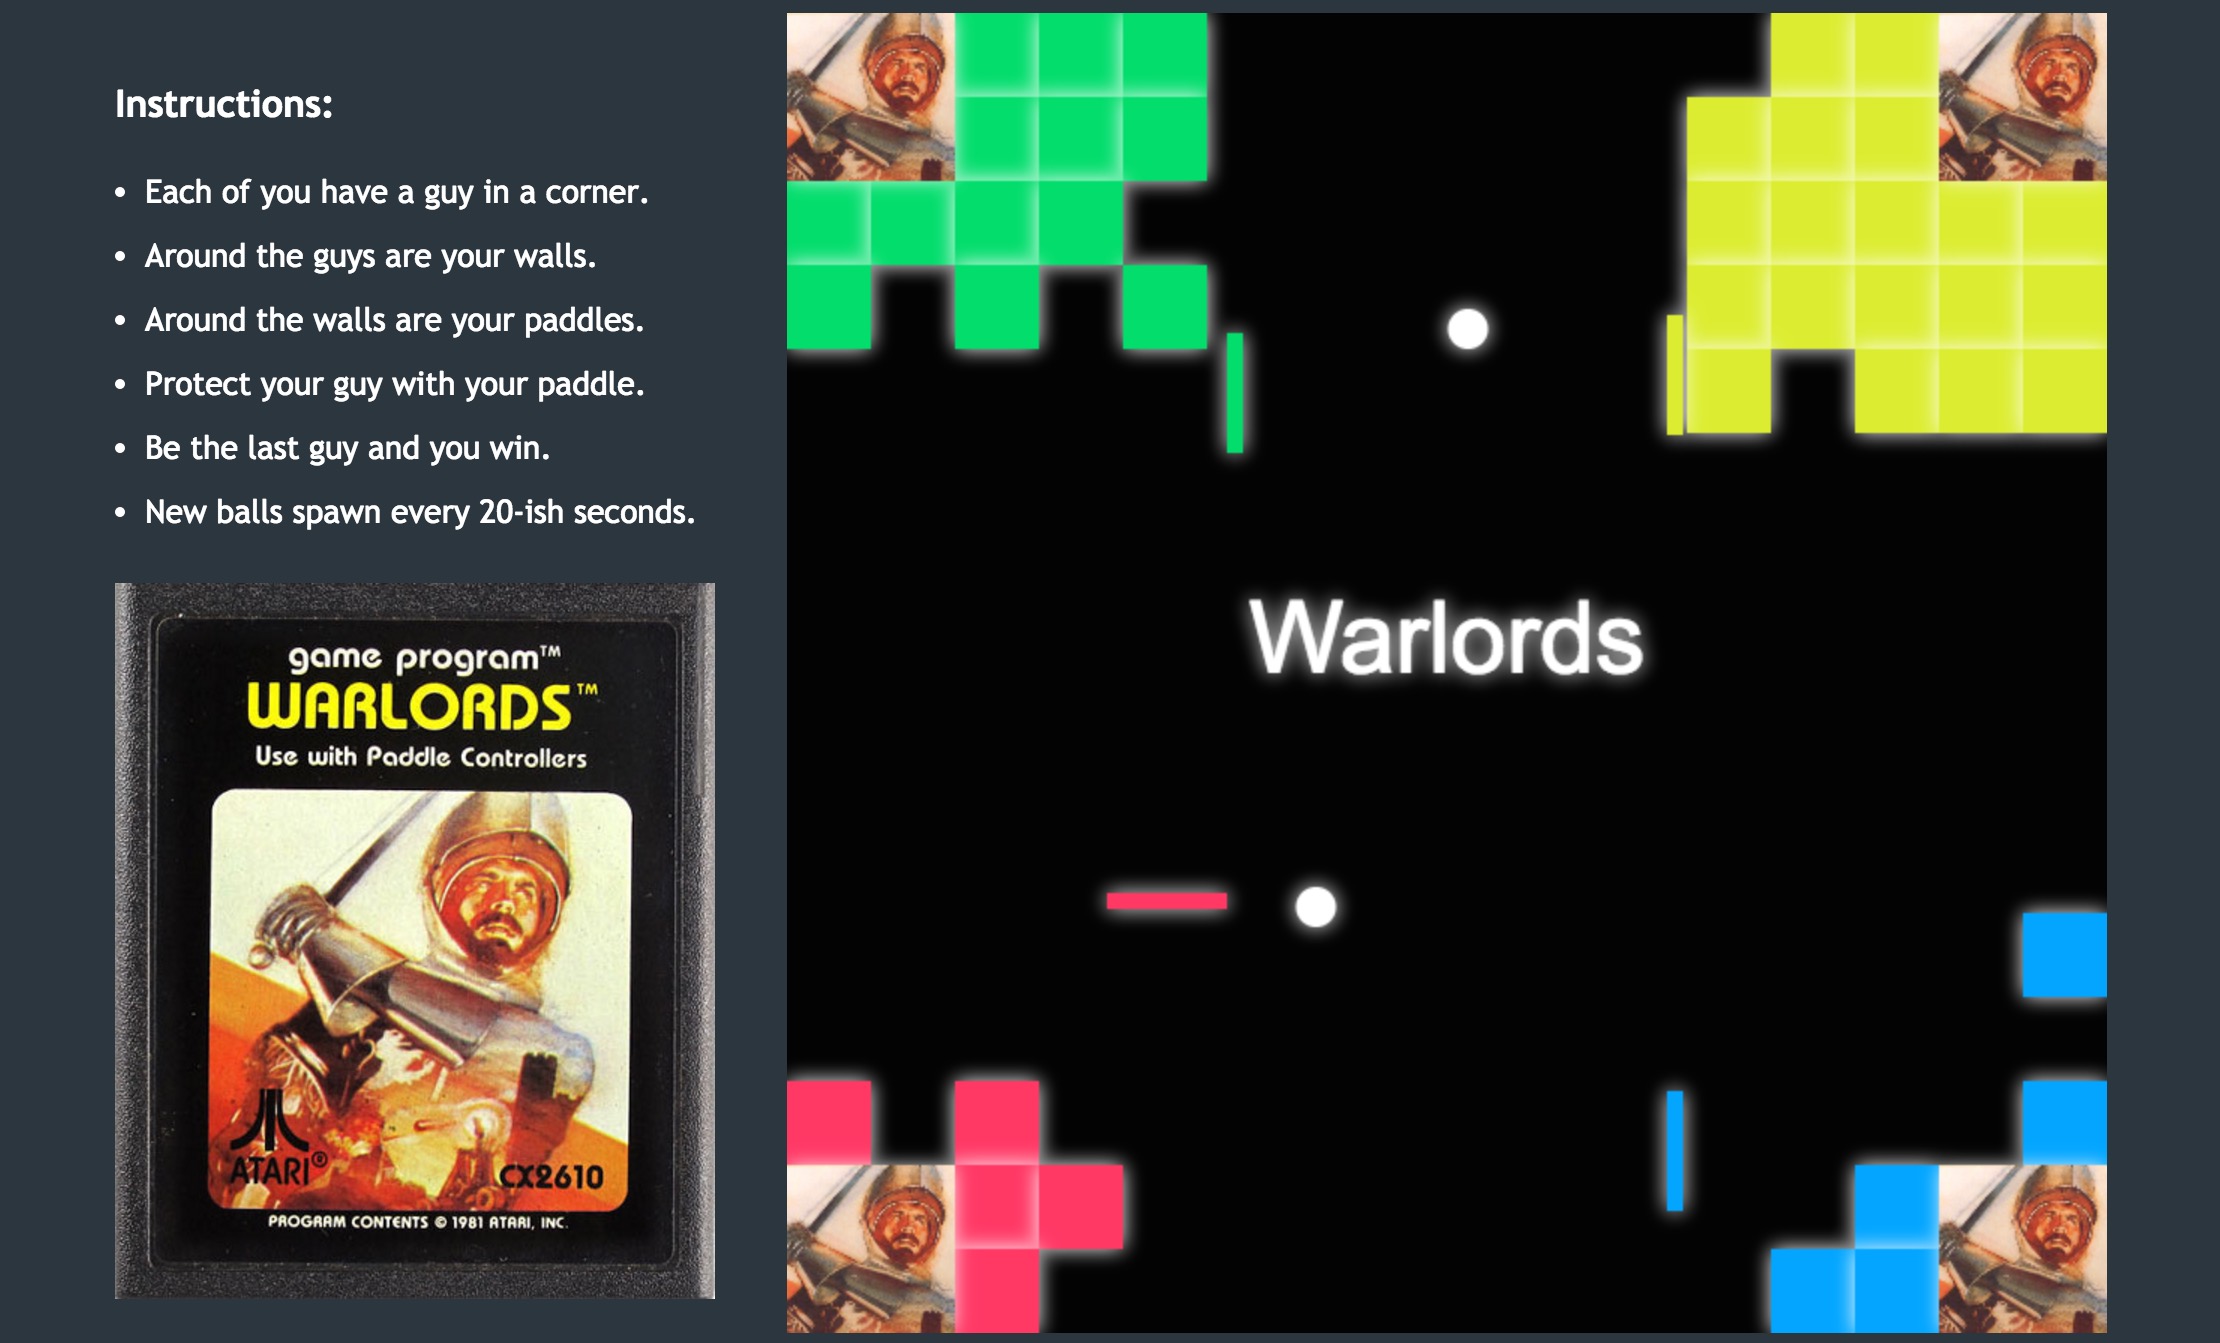 Instructions:
• Each of you have a guy in a corner.
• Around the guys are your walls.
• Around the walls are your paddles.
• Protect your guy with your paddle.
• Be the last guy and you win.
• New balls spawn every 20-ish seconds.
game program™
WARLORDS™
Use with Paddle Controllers
ATARI®
CX2610
PROGRAM CONTENTS © 1981 ATARI, INC.
Warlords